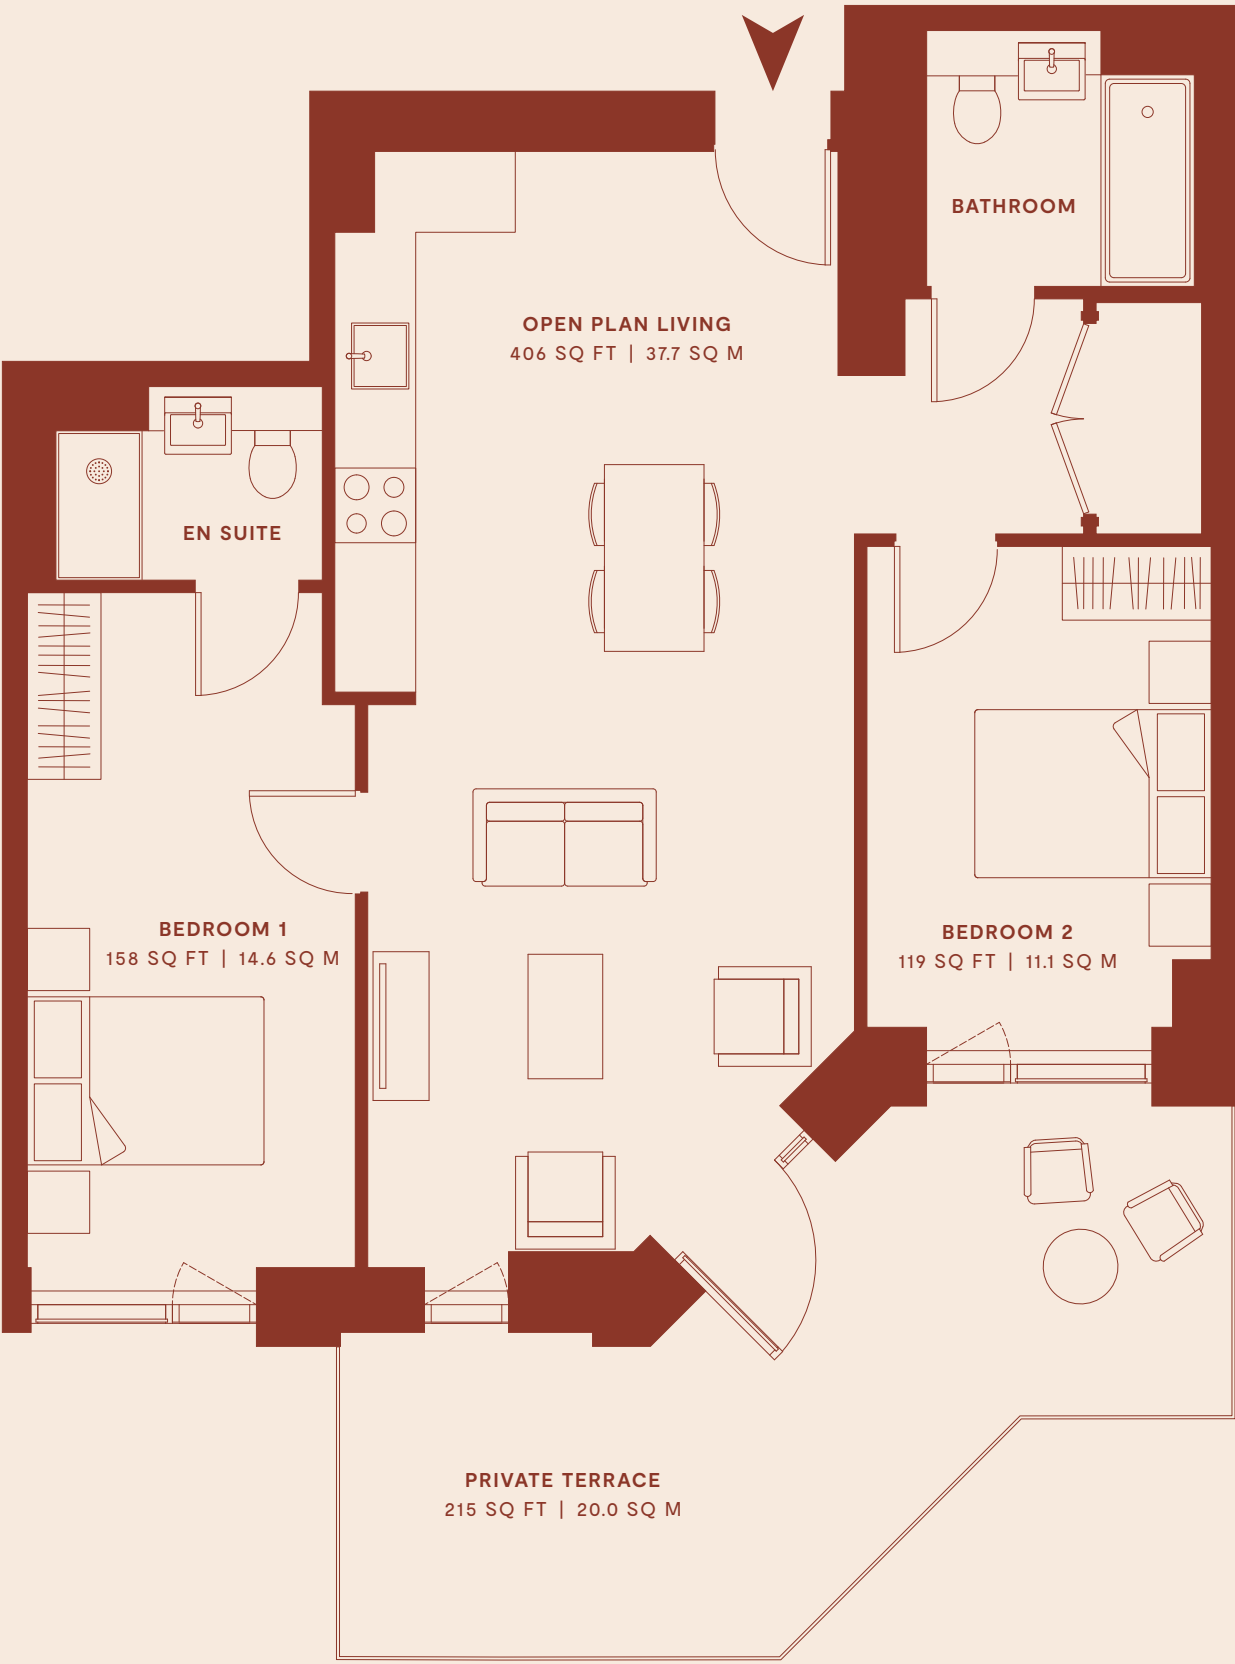 BATHROOM
OPEN PLAN LIVING
406 SQ FT | 37.7 SQ M
EN SUITE
BEDROOM 1
158 SQ FT | 14.6 SQ M
BEDROOM 2
119 SQ FT | 11.1 SQ M
PRIVATE TERRACE
215 SQ FT | 20.0 SQ M